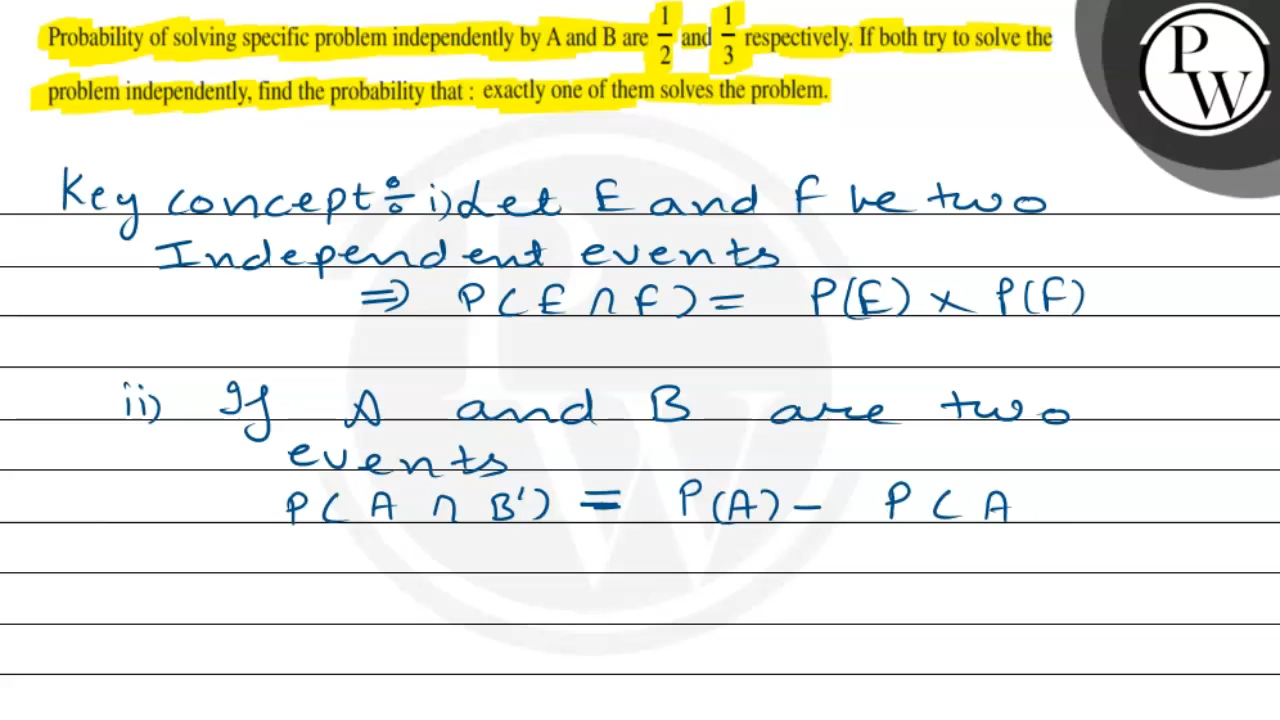 Probability of solving specific problem independently by A and B are 1/2 and 1/3 respectively. If both try to solve the
problem independently, find the probability that : exactly one of them solves the problem.
P
W
Key concept÷ i) Let E and F be two
Independent events
⇒ P(E ∩ F) = P(E) × P(F)
ii) If A and B are two
events
P(A ∩ B') = P(A) - P(A